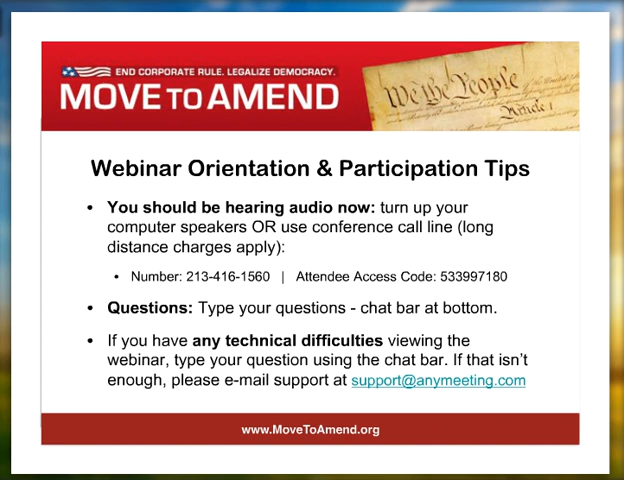 END CORPORATE RULE. LEGALIZE DEMOCRACY.
MOVE TO AMEND
We the People
Article 1
Webinar Orientation & Participation Tips
• You should be hearing audio now: turn up your
computer speakers OR use conference call line (long
distance charges apply):
• Number: 213-416-1560 | Attendee Access Code: 533997180
• Questions: Type your questions - chat bar at bottom.
• If you have any technical difficulties viewing the
webinar, type your question using the chat bar. If that isn't
enough, please e-mail support at support@anymeeting.com
www.MoveToAmend.org